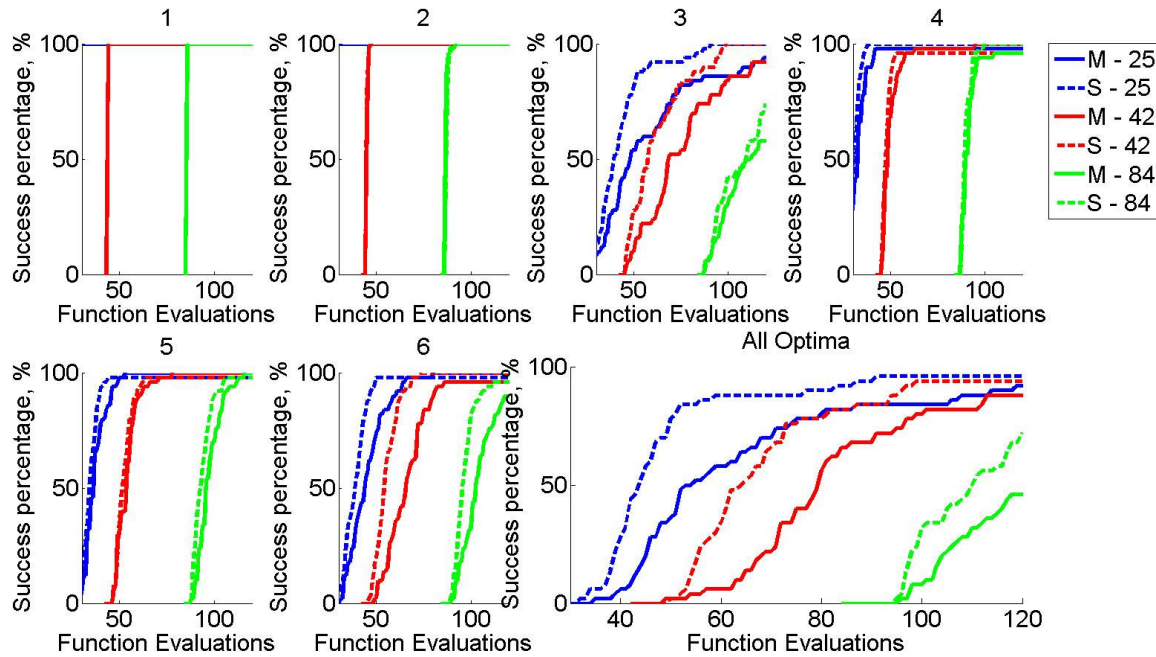 1
2
3
4
Success percentage, %
100
50
0
50
100
Function Evaluations
Success percentage, %
100
50
0
50
100
Function Evaluations
Success percentage, %
100
50
0
50
100
Function Evaluations
Success percentage, %
100
50
0
50
100
Function Evaluations
M - 25
S - 25
M - 42
S - 42
M - 84
S - 84
5
6
All Optima
Success percentage, %
100
50
0
50
100
Function Evaluations
Success percentage, %
100
50
0
50
100
Function Evaluations
Success percentage, %
100
50
0
40
60
80
100
120
Function Evaluations